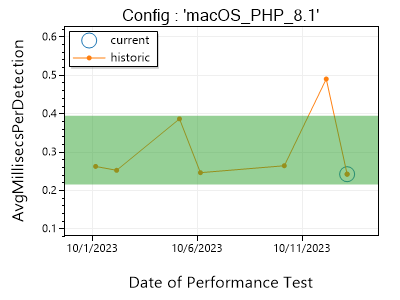 Config : 'macOS_PHP_8.1'
current
historic
0.6
0.5
0.4
0.3
0.2
0.1
AvgMillisecsPerDetection
10/1/2023
10/6/2023
10/11/2023
Date of Performance Test